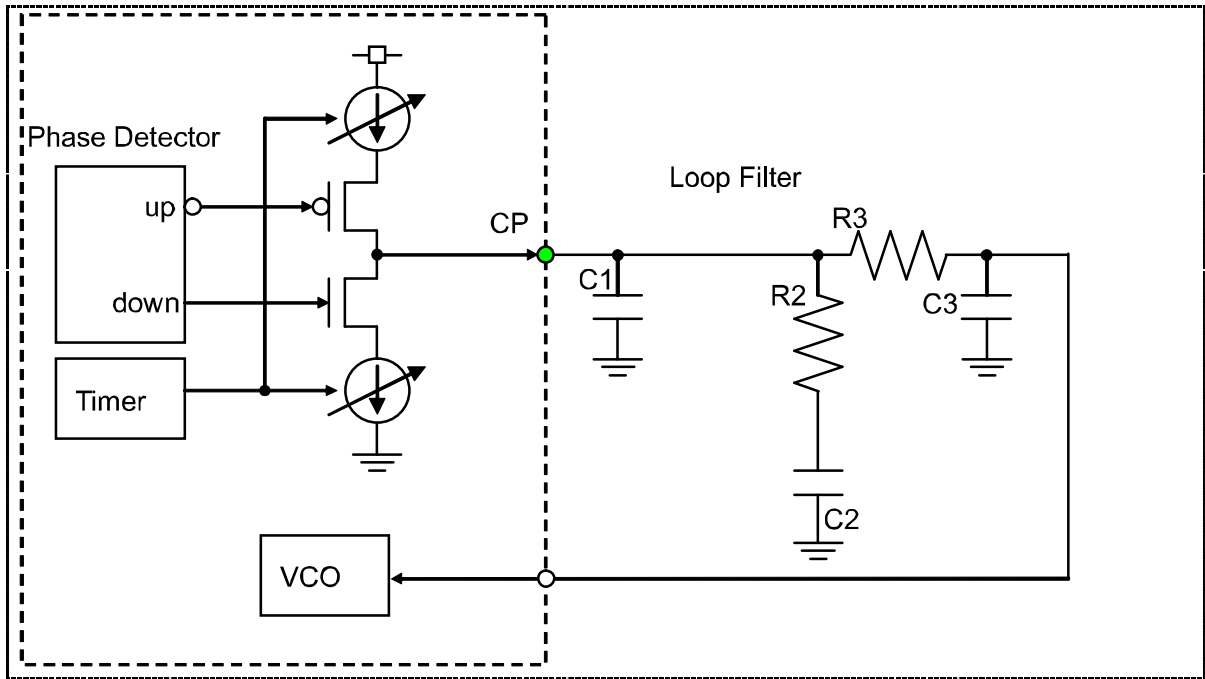 Phase Detector
up
down
Timer
CP
Loop Filter
C1
R2
R3
C3
C2
VCO